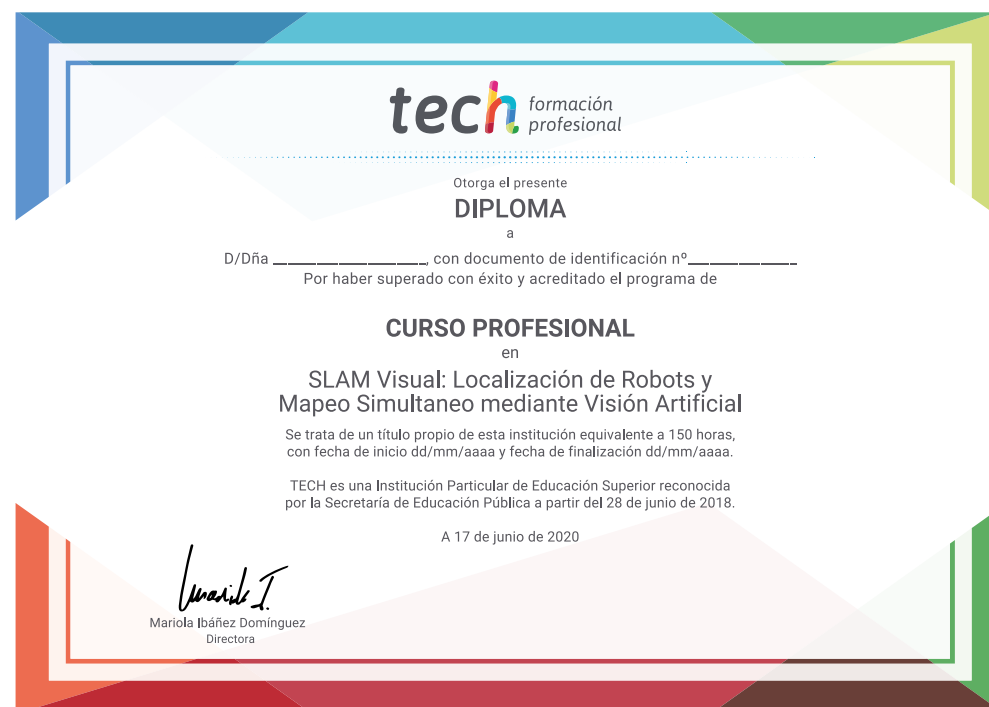 tech formación
profesional
Otorga el presente
DIPLOMA
a
D/Dña ____________________, con documento de identificación nº______________
Por haber superado con éxito y acreditado el programa de
CURSO PROFESIONAL
en
SLAM Visual: Localización de Robots y
Mapeo Simultaneo mediante Visión Artificial
Se trata de un título propio de esta institución equivalente a 150 horas,
con fecha de inicio dd/mm/aaaa y fecha de finalización dd/mm/aaaa.
TECH es una Institución Particular de Educación Superior reconocida
por la Secretaría de Educación Pública a partir del 28 de junio de 2018.
A 17 de junio de 2020
Mariola Ibáñez Domínguez
Directora